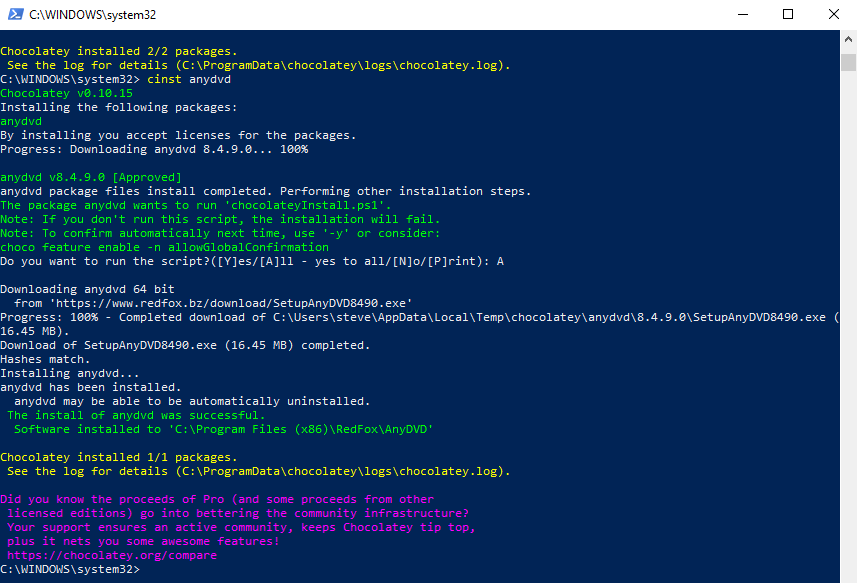 C:\WINDOWS\system32
Chocolatey installed 2/2 packages.
See the log for details (C:\ProgramData\chocolatey\logs\chocolatey.log).
C:\WINDOWS\system32> cinst anydvd
Chocolatey v0.10.15
Installing the following packages:
anydvd
By installing you accept licenses for the packages.
Progress: Downloading anydvd 8.4.9.0... 100%
anydvd v8.4.9.0 [Approved]
anydvd package files install completed. Performing other installation steps.
The package anydvd wants to run 'chocolateyInstall.ps1'.
Note: If you don't run this script, the installation will fail.
Note: To confirm automatically next time, use '-y' or consider:
choco feature enable -n allowGlobalConfirmation
Do you want to run the script?([Y]es/[A]ll - yes to all/[N]o/[P]rint): A
Downloading anydvd 64 bit
from 'https://www.redfox.bz/download/SetupAnyDVD8490.exe'
Progress: 100% - Completed download of C:\Users\steve\AppData\Local\Temp\chocolatey\anydvd\8.4.9.0\SetupAnyDVD8490.exe (
16.45 MB).
Download of SetupAnyDVD8490.exe (16.45 MB) completed.
Hashes match.
Installing anydvd...
anydvd has been installed.
anydvd may be able to be automatically uninstalled.
The install of anydvd was successful.
Software installed to 'C:\Program Files (x86)\RedFox\AnyDVD'
Chocolatey installed 1/1 packages.
See the log for details (C:\ProgramData\chocolatey\logs\chocolatey.log).
Did you know the proceeds of Pro (and some proceeds from other
licensed editions) go into bettering the community infrastructure?
Your support ensures an active community, keeps Chocolatey tip top,
plus it nets you some awesome features!
https://chocolatey.org/compare
C:\WINDOWS\system32>